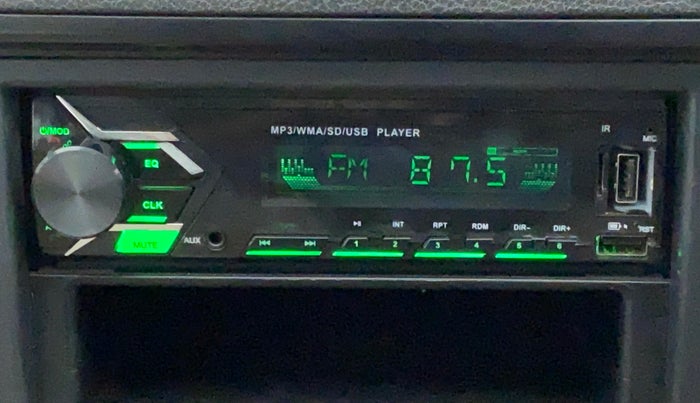 MP3/WMA/SD/USB PLAYER
IR
MIC
⏻/MOD
EQ
FM 87.5
CLK
MUTE
AUX
INT RPT RDM DIR- DIR+
RST
1 2 3 4 5 6